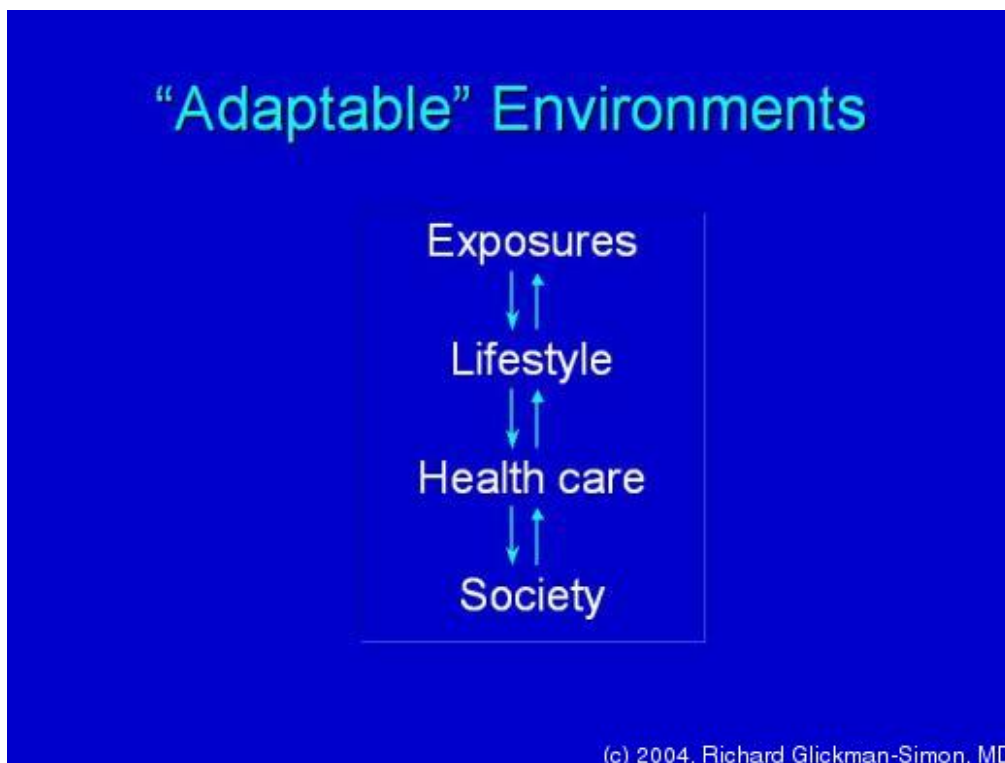 “Adaptable” Environments
Exposures
Lifestyle
Health care
Society
(c) 2004, Richard Glickman-Simon, MD